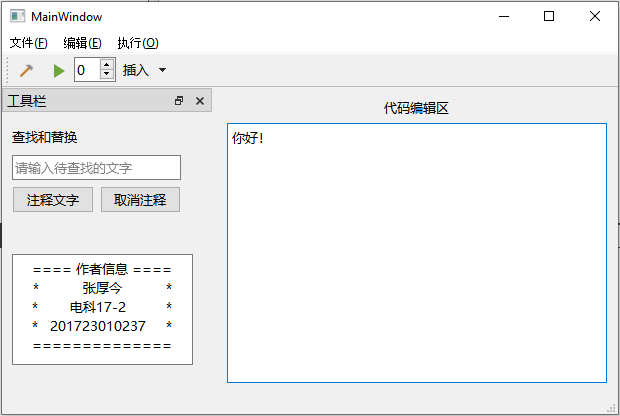 MainWindow
文件(F) 编辑(E) 执行(O)
0 插入
工具栏
代码编辑区
查找和替换
请输入待查找的文字
注释文字 取消注释
你好!
==== 作者信息 ====
* 张厚今 *
* 电科17-2 *
* 201723010237 *
==============